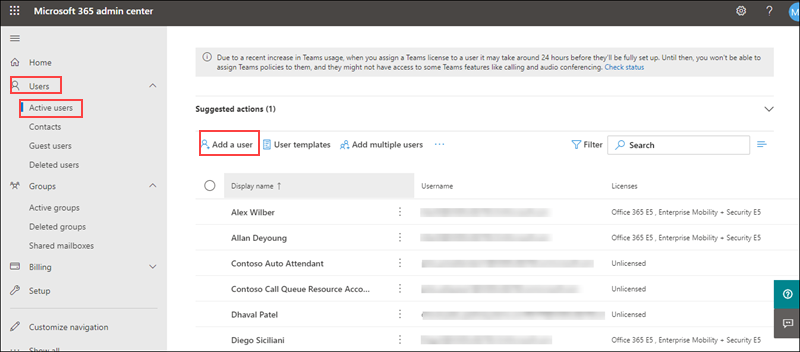 Microsoft 365 admin center
?
M
Home
Users
Active users
Contacts
Guest users
Deleted users
Groups
Active groups
Deleted groups
Shared mailboxes
Billing
Setup
Customize navigation
Show all
Due to a recent increase in Teams usage, when you assign a Teams license to a user it may take around 24 hours before they'll be fully set up. Until then, you won't be able to
assign Teams policies to them, and they might not have access to some Teams features like calling and audio conferencing. Check status
Suggested actions (1)
Add a user User templates Add multiple users ... Filter Search
Display name ↑ Username Licenses
Alex Wilber Office 365 E5 , Enterprise Mobility + Security E5
Allan Deyoung Office 365 E5 , Enterprise Mobility + Security E5
Contoso Auto Attendant Unlicensed
Contoso Call Queue Resource Acco... Unlicensed
Dhaval Patel Unlicensed
Diego Siciliani Office 365 E5 , Enterprise Mobility + Security E5